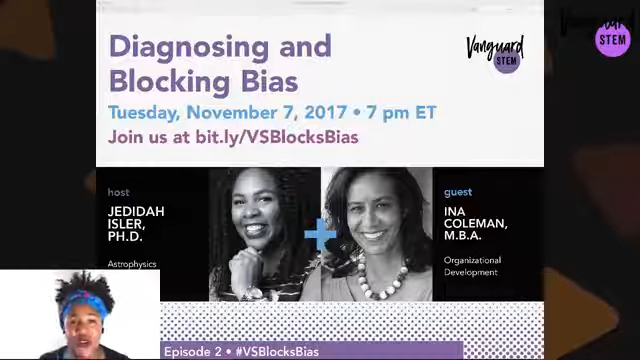 Diagnosing and
Blocking Bias
Tuesday, November 7, 2017 • 7 pm ET
Join us at bit.ly/VSBlocksBias
Vanguard
STEM
Vanguard
STEM
host
JEDIDAH
ISLER,
PH.D.
Astrophysics
guest
INA
COLEMAN,
M.B.A.
Organizational
Development
Episode 2 • #VSBlocksBias